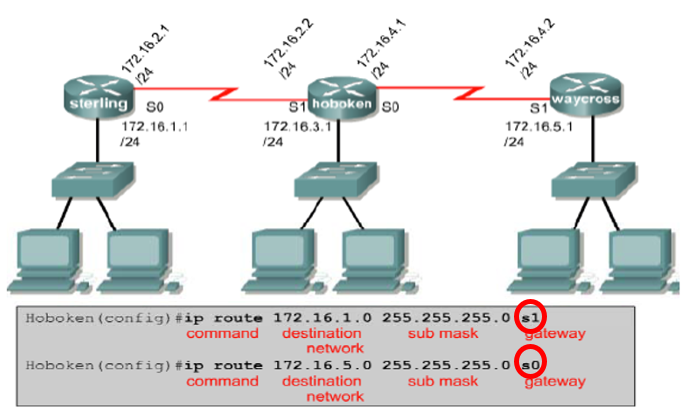 172.16.2.1
/24
172.16.2.2
/24
172.16.4.1
/24
172.16.4.2
/24
sterling
S0
S1
hoboken
S0
S1
waycross
172.16.1.1
/24
172.16.3.1
/24
172.16.5.1
/24
Hoboken(config)#ip route 172.16.1.0 255.255.255.0 s1
command destination sub mask gateway
network
Hoboken(config)#ip route 172.16.5.0 255.255.255.0 s0
command destination sub mask gateway
network